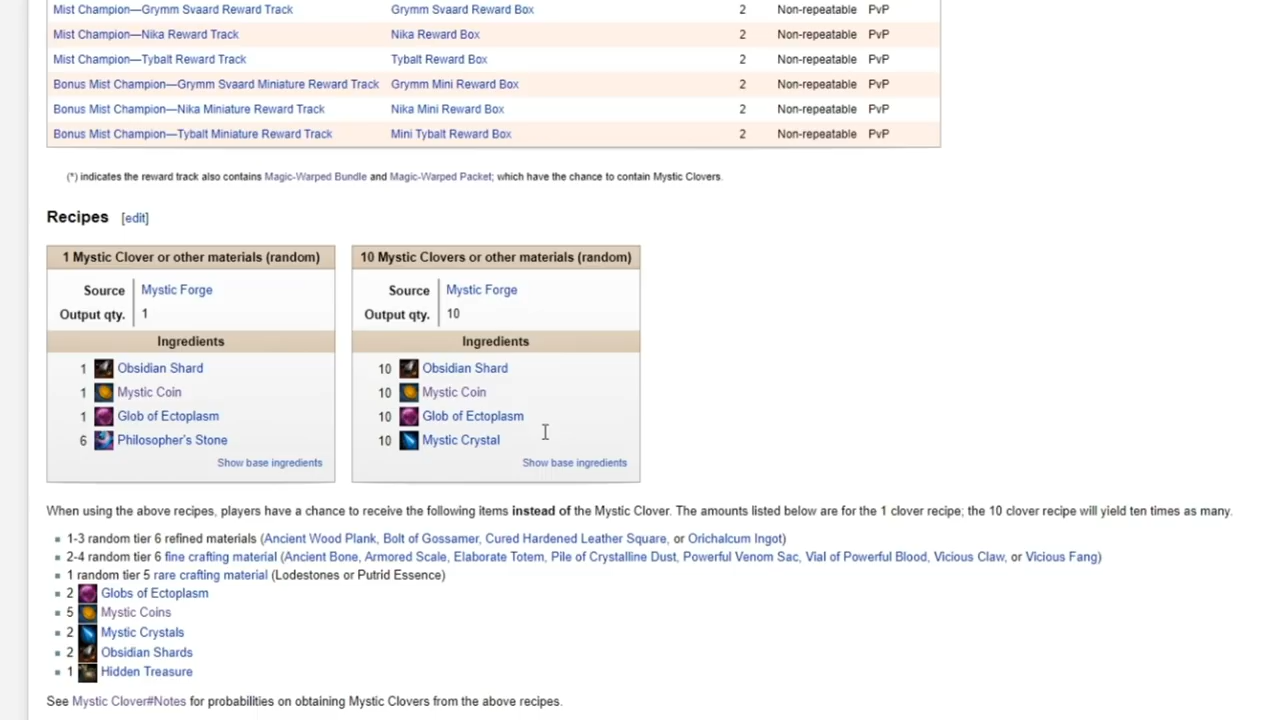 Mist Champion—Grymm Svaard Reward Track Grymm Svaard Reward Box 2 Non-repeatable PvP
Mist Champion—Nika Reward Track Nika Reward Box 2 Non-repeatable PvP
Mist Champion—Tybalt Reward Track Tybalt Reward Box 2 Non-repeatable PvP
Bonus Mist Champion—Grymm Svaard Miniature Reward Track Grymm Mini Reward Box 2 Non-repeatable PvP
Bonus Mist Champion—Nika Miniature Reward Track Nika Mini Reward Box 2 Non-repeatable PvP
Bonus Mist Champion—Tybalt Miniature Reward Track Mini Tybalt Reward Box 2 Non-repeatable PvP
(*) indicates the reward track also contains Magic-Warped Bundle and Magic-Warped Packet; which have the chance to contain Mystic Clovers.
Recipes [edit]
1 Mystic Clover or other materials (random)
Source Mystic Forge
Output qty. 1
Ingredients
1 Obsidian Shard
1 Mystic Coin
1 Glob of Ectoplasm
6 Philosopher's Stone
Show base ingredients
10 Mystic Clovers or other materials (random)
Source Mystic Forge
Output qty. 10
Ingredients
10 Obsidian Shard
10 Mystic Coin
10 Glob of Ectoplasm
10 Mystic Crystal
Show base ingredients
When using the above recipes, players have a chance to receive the following items instead of the Mystic Clover. The amounts listed below are for the 1 clover recipe; the 10 clover recipe will yield ten times as many.
1-3 random tier 6 refined materials (Ancient Wood Plank, Bolt of Gossamer, Cured Hardened Leather Square, or Orichalcum Ingot)
2-4 random tier 6 fine crafting material (Ancient Bone, Armored Scale, Elaborate Totem, Pile of Crystalline Dust, Powerful Venom Sac, Vial of Powerful Blood, Vicious Claw, or Vicious Fang)
1 random tier 5 rare crafting material (Lodestones or Putrid Essence)
2 Globs of Ectoplasm
5 Mystic Coins
2 Mystic Crystals
2 Obsidian Shards
1 Hidden Treasure
See Mystic Clover#Notes for probabilities on obtaining Mystic Clovers from the above recipes.